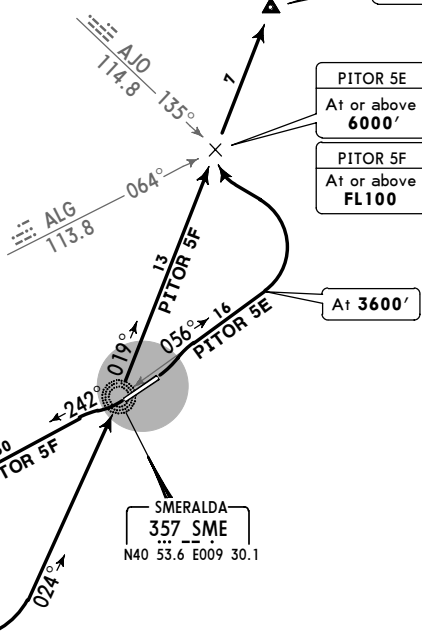 AJO
114.8
135°
7
PITOR 5E
At or above
6000′
PITOR 5F
At or above
FL100
064°
ALG
113.8
13
PITOR 5F
16
056°
PITOR 5E
At 3600′
019°
242°
TOR 5F
SMERALDA
357 SME
N40 53.6 E009 30.1
024°